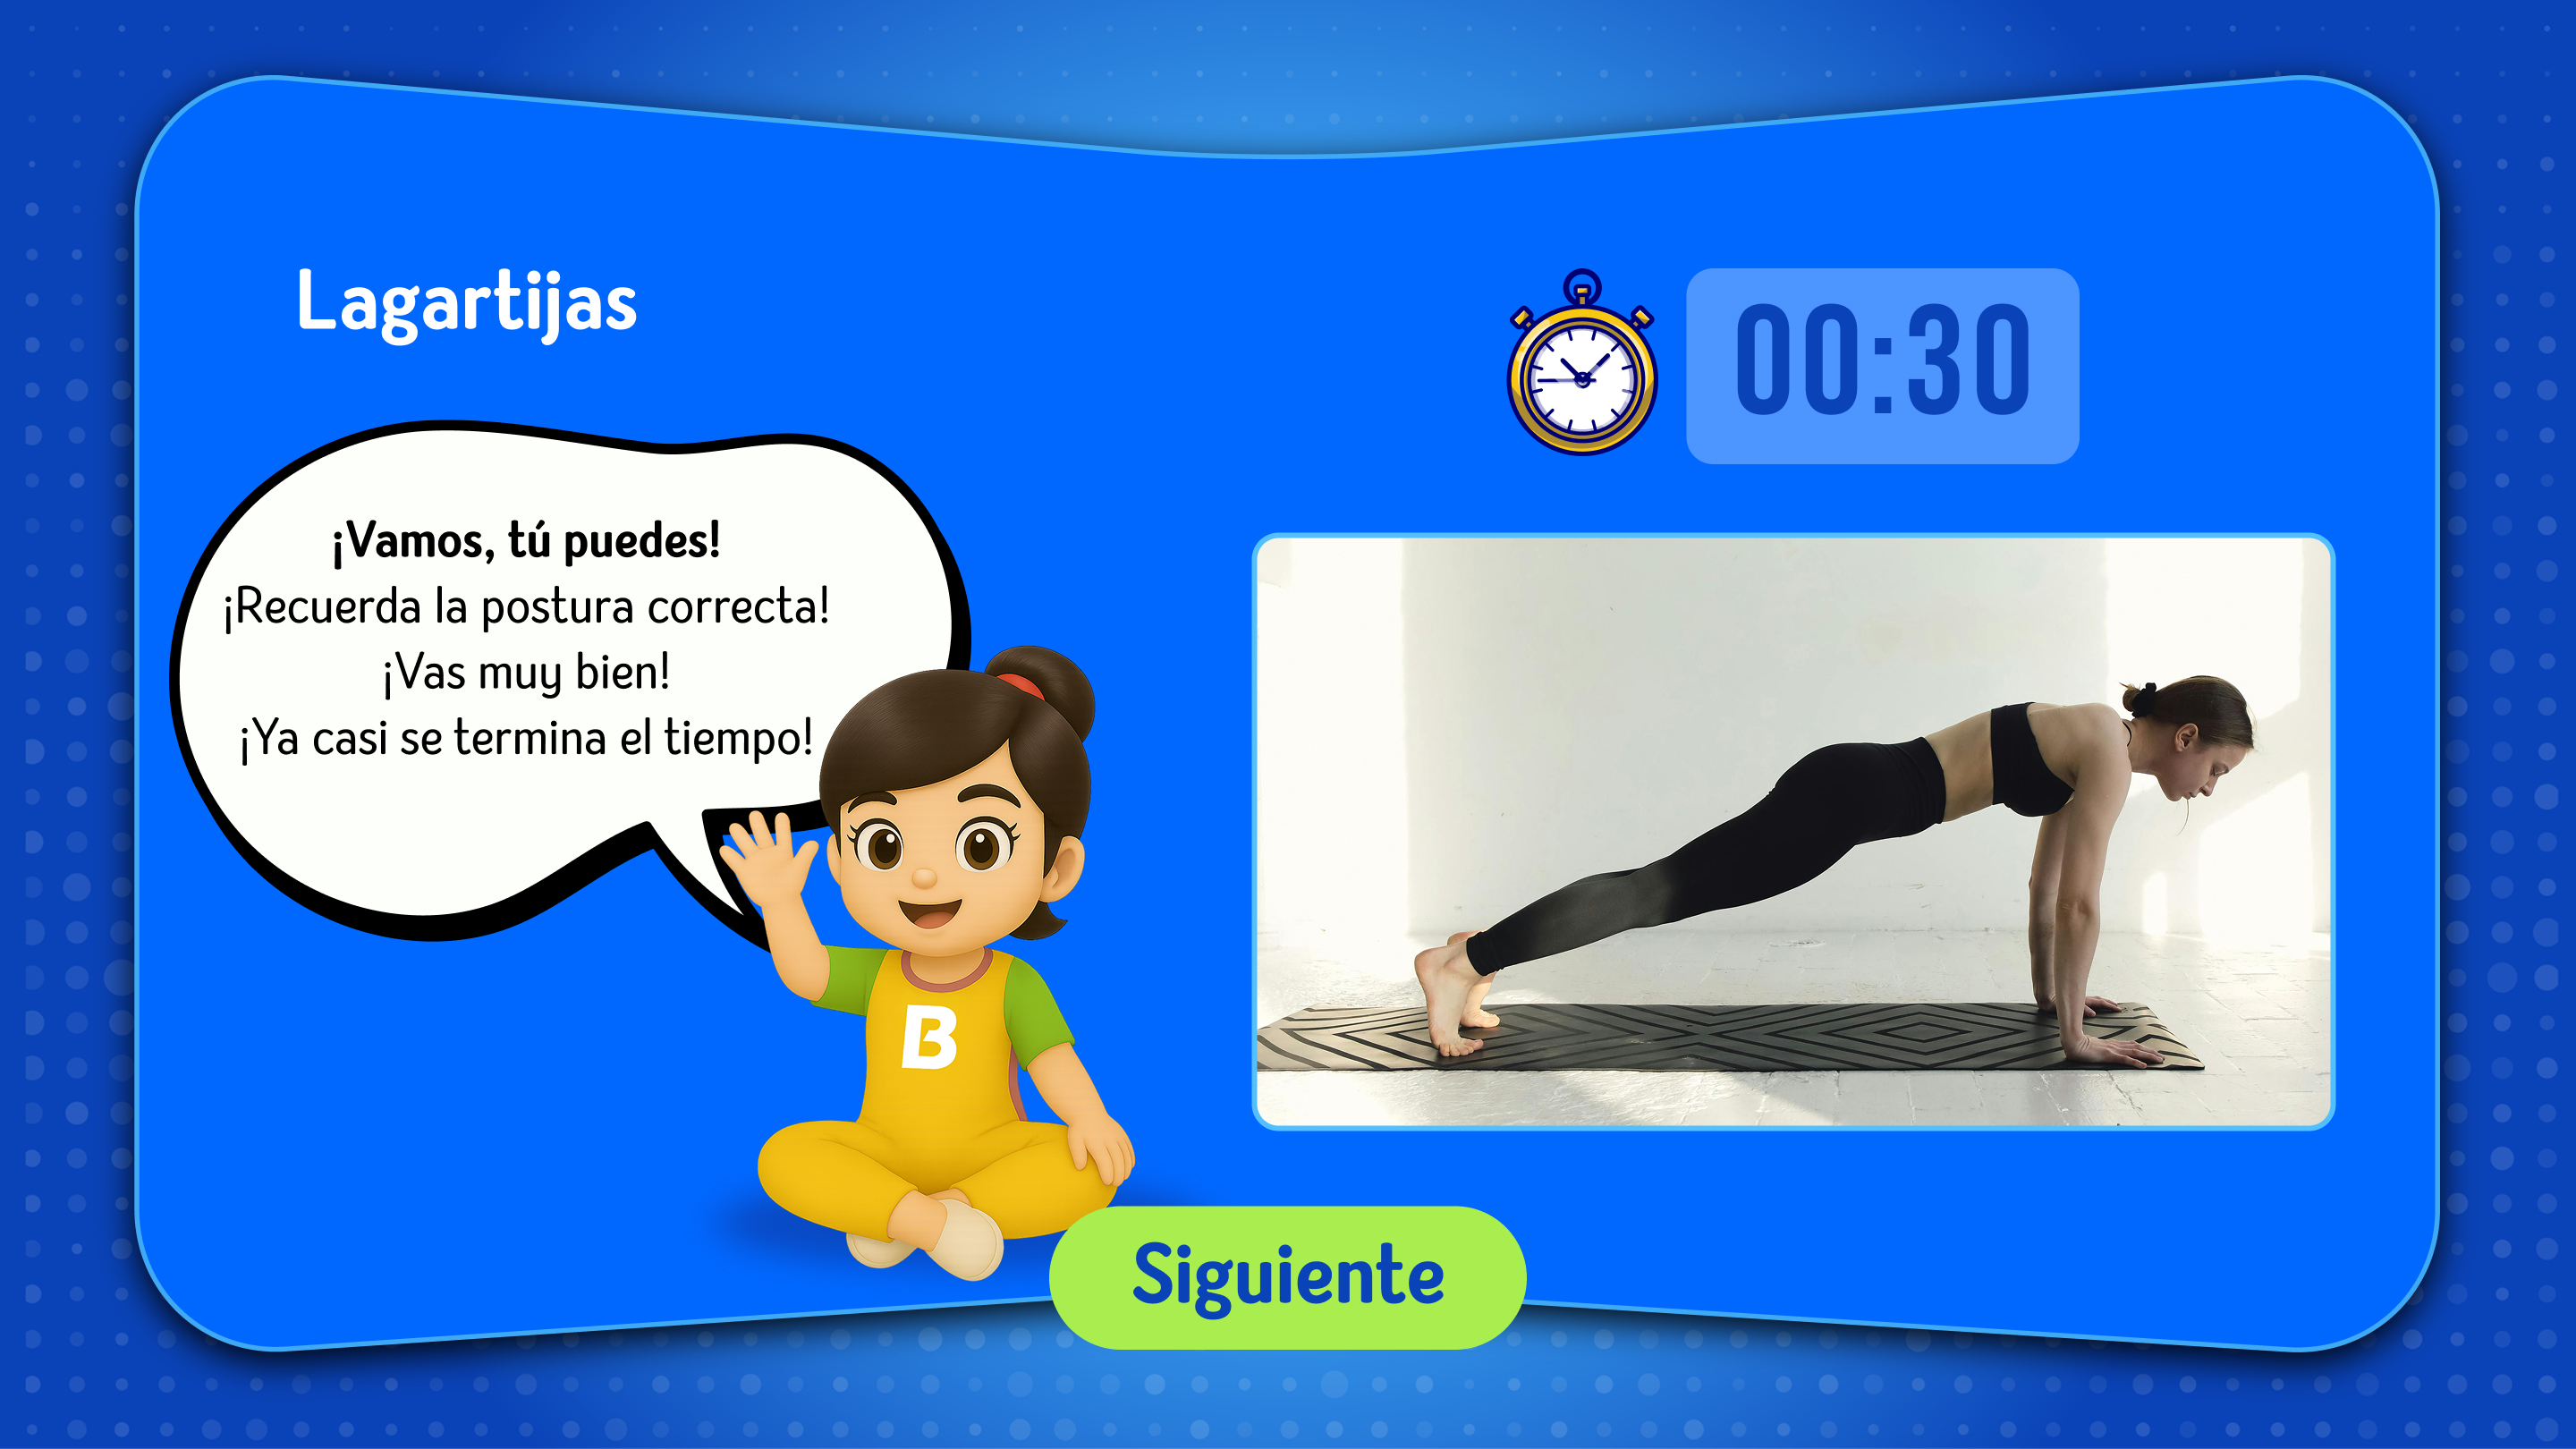 Lagartijas
00:30
¡Vamos, tú puedes!
¡Recuerda la postura correcta!
¡Vas muy bien!
¡Ya casi se termina el tiempo!
B
Siguiente